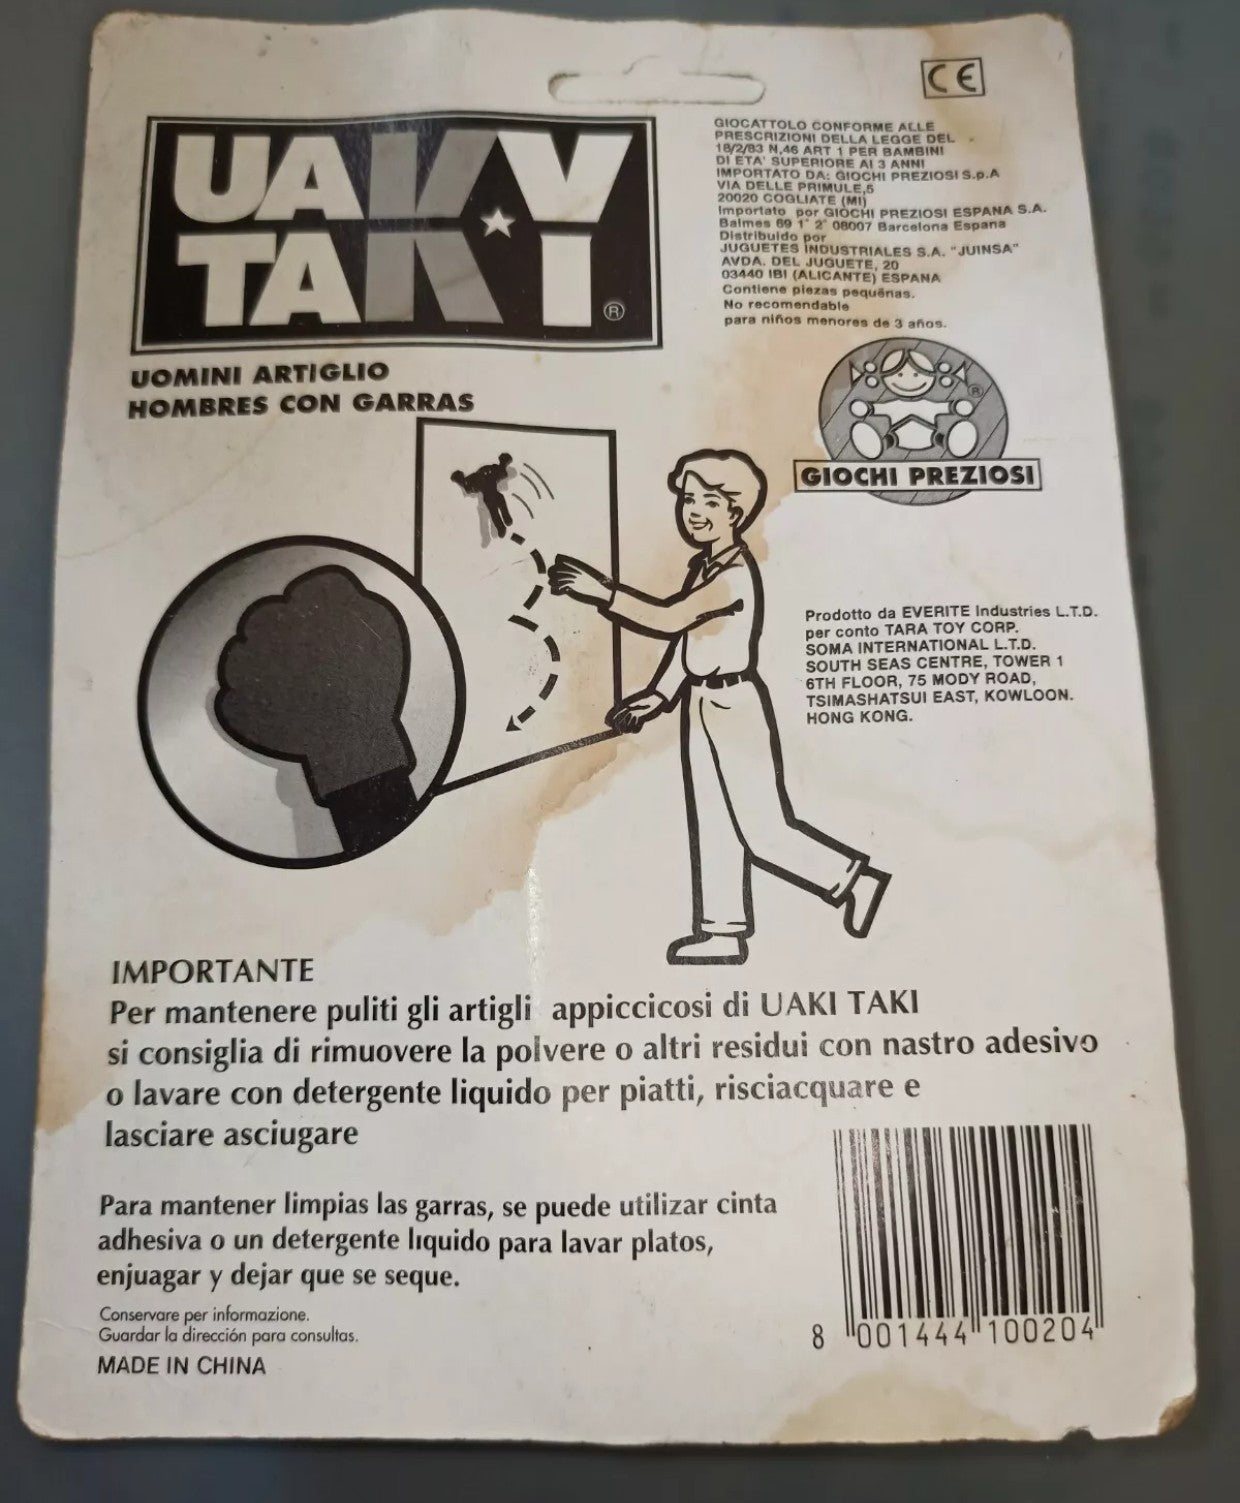 CE
UAKY
TAKI®
UOMINI ARTIGLIO
HOMBRES CON GARRAS
GIOCATTOLO CONFORME ALLE
PRESCRIZIONI DELLA LEGGE DEL
18/2/83 N,46 ART 1 PER BAMBINI
DI ETA' SUPERIORE AI 3 ANNI
IMPORTATO DA: GIOCHI PREZIOSI S.p.A
VIA DELLE PRIMULE,5
20020 COGLIATE (MI)
Importato por GIOCHI PREZIOSI ESPANA S.A.
Balmes 69 1° 2° 08007 Barcelona Espana
Distribuido por
JUGUETES INDUSTRIALES S.A. "JUINSA"
AVDA. DEL JUGUETE, 20
03440 IBI (ALICANTE) ESPANA
Contiene piezas pequēnas.
No recomendable
para niños menores de 3 años.
®
GIOCHI PREZIOSI
Prodotto da EVERITE Industries L.T.D.
per conto TARA TOY CORP.
SOMA INTERNATIONAL L.T.D.
SOUTH SEAS CENTRE, TOWER 1
6TH FLOOR, 75 MODY ROAD,
TSIMASHATSUI EAST, KOWLOON.
HONG KONG.
IMPORTANTE
Per mantenere puliti gli artigli appiccicosi di UAKI TAKI
si consiglia di rimuovere la polvere o altri residui con nastro adesivo
o lavare con detergente liquido per piatti, risciacquare e
lasciare asciugare
Para mantener limpias las garras, se puede utilizar cinta
adhesiva o un detergente líquido para lavar platos,
enjuagar y dejar que se seque.
Conservare per informazione.
Guardar la dirección para consultas.
MADE IN CHINA
8 001444 100204